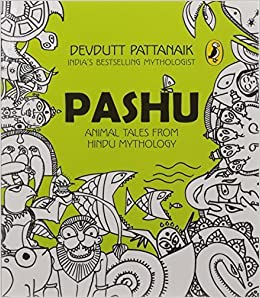 DEVDUTT PATTANAIK
INDIA'S BESTSELLING MYTHOLOGIST
PASHU
ANIMAL TALES FROM
HINDU MYTHOLOGY